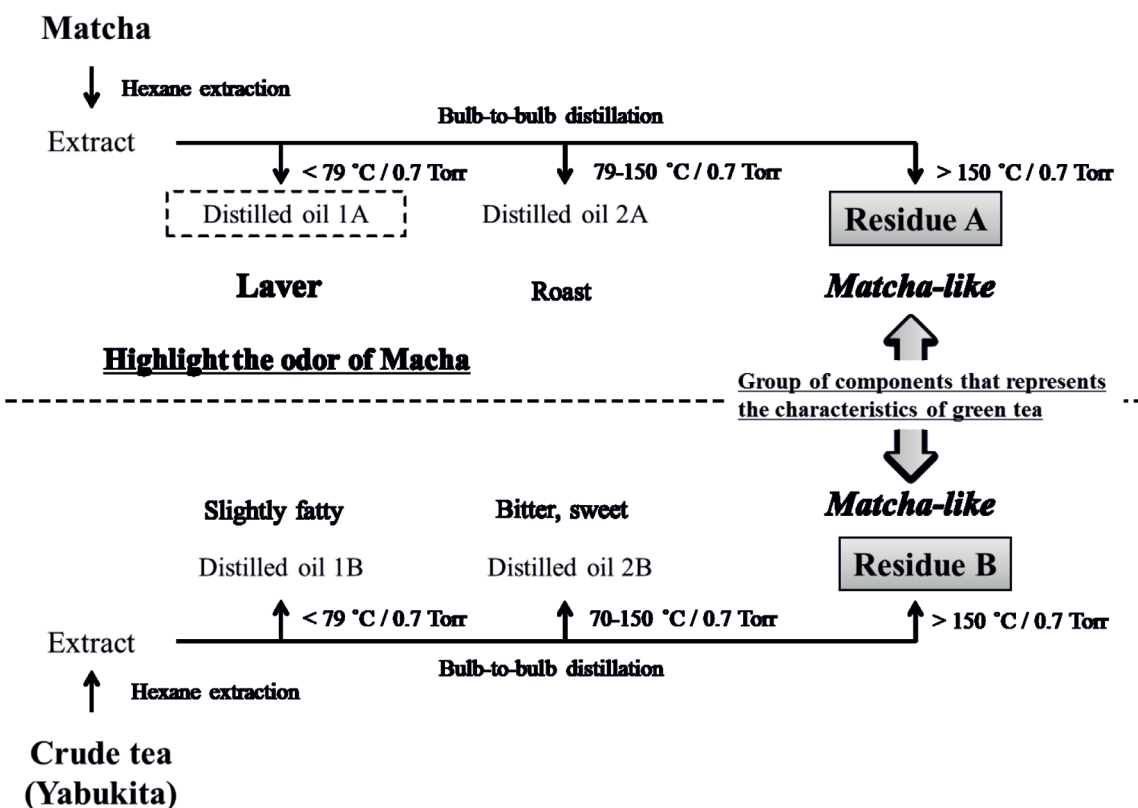 Matcha
Hexane extraction
Extract
Bulb-to-bulb distillation
< 79 °C / 0.7 Torr
79-150 °C / 0.7 Torr
> 150 °C / 0.7 Torr
Distilled oil 1A
Distilled oil 2A
Residue A
Laver
Roast
Matcha-like
Highlight the odor of Macha
Group of components that represents
the characteristics of green tea
Slightly fatty
Bitter, sweet
Matcha-like
Distilled oil 1B
Distilled oil 2B
Residue B
< 79 °C / 0.7 Torr
70-150 °C / 0.7 Torr
> 150 °C / 0.7 Torr
Extract
Bulb-to-bulb distillation
Hexane extraction
Crude tea
(Yabukita)